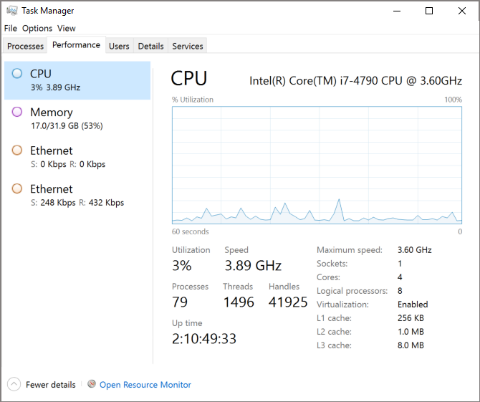 Task Manager
File Options View
Processes Performance Users Details Services
CPU
3% 3.89 GHz
Memory
17.0/31.9 GB (53%)
Ethernet
S: 0 Kbps R: 0 Kbps
Ethernet
S: 248 Kbps R: 432 Kbps
CPU Intel(R) Core(TM) i7-4790 CPU @ 3.60GHz
% Utilization 100%
60 seconds 0
Utilization Speed
3% 3.89 GHz
Processes Threads Handles
79 1496 41925
Up time
2:10:49:33
Maximum speed: 3.60 GHz
Sockets: 1
Cores: 4
Logical processors: 8
Virtualization: Enabled
L1 cache: 256 KB
L2 cache: 1.0 MB
L3 cache: 8.0 MB
Fewer details Open Resource Monitor